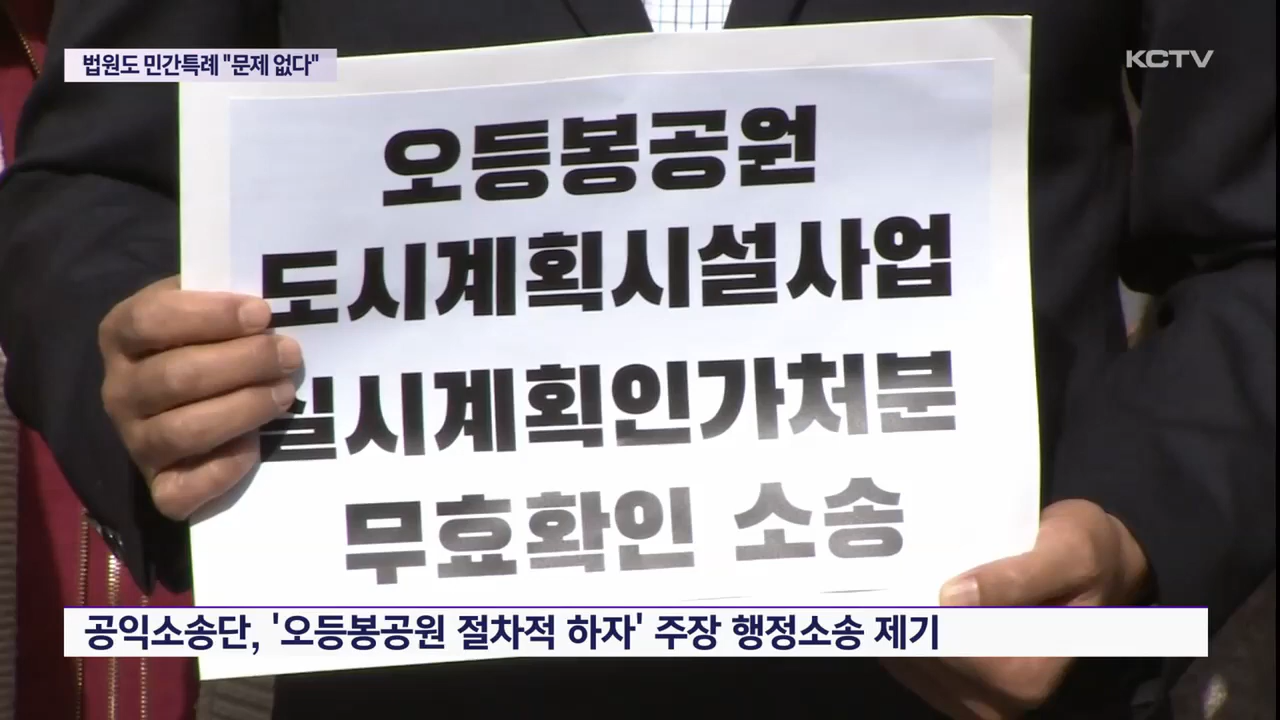 법원도 민간특례 "문제 없다"
KCTV
오등봉공원
도시계획시설사업
실시계획인가처분
무효확인 소송
공익소송단, '오등봉공원 절차적 하자' 주장 행정소송 제기